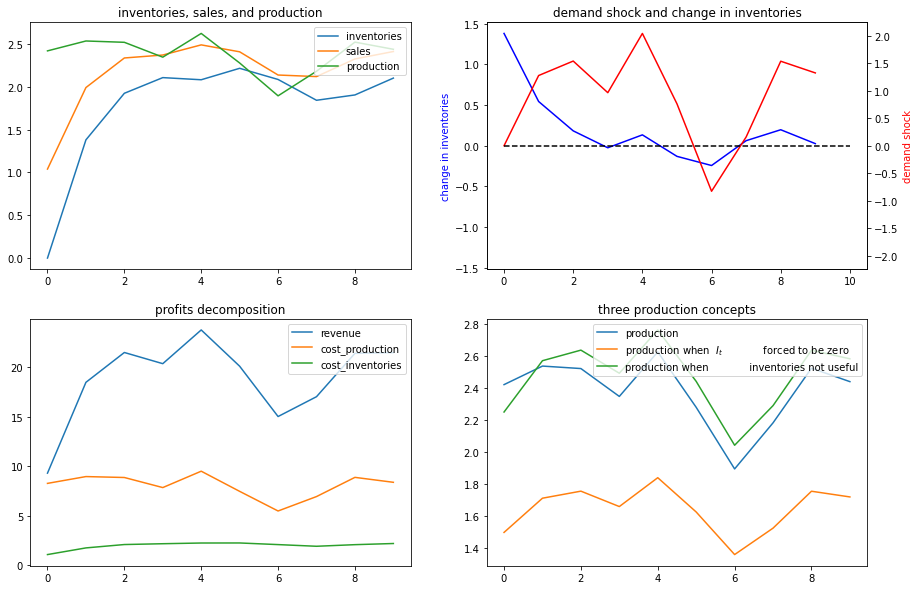 inventories, sales, and production
inventories
sales
production
2.5
2.0
1.5
1.0
0.5
0.0
0 2 4 6 8
demand shock and change in inventories
change in inventories
1.5
1.0
0.5
0.0
−0.5
−1.0
−1.5
2.0
1.5
1.0
0.5
0.0
−0.5
−1.0
−1.5
−2.0
demand shock
0 2 4 6 8 10
profits decomposition
revenue
cost_production
cost_inventories
20
15
10
5
0
0 2 4 6 8
three production concepts
production
production when I_t forced to be zero
production when inventories not useful
2.8
2.6
2.4
2.2
2.0
1.8
1.6
1.4
0 2 4 6 8